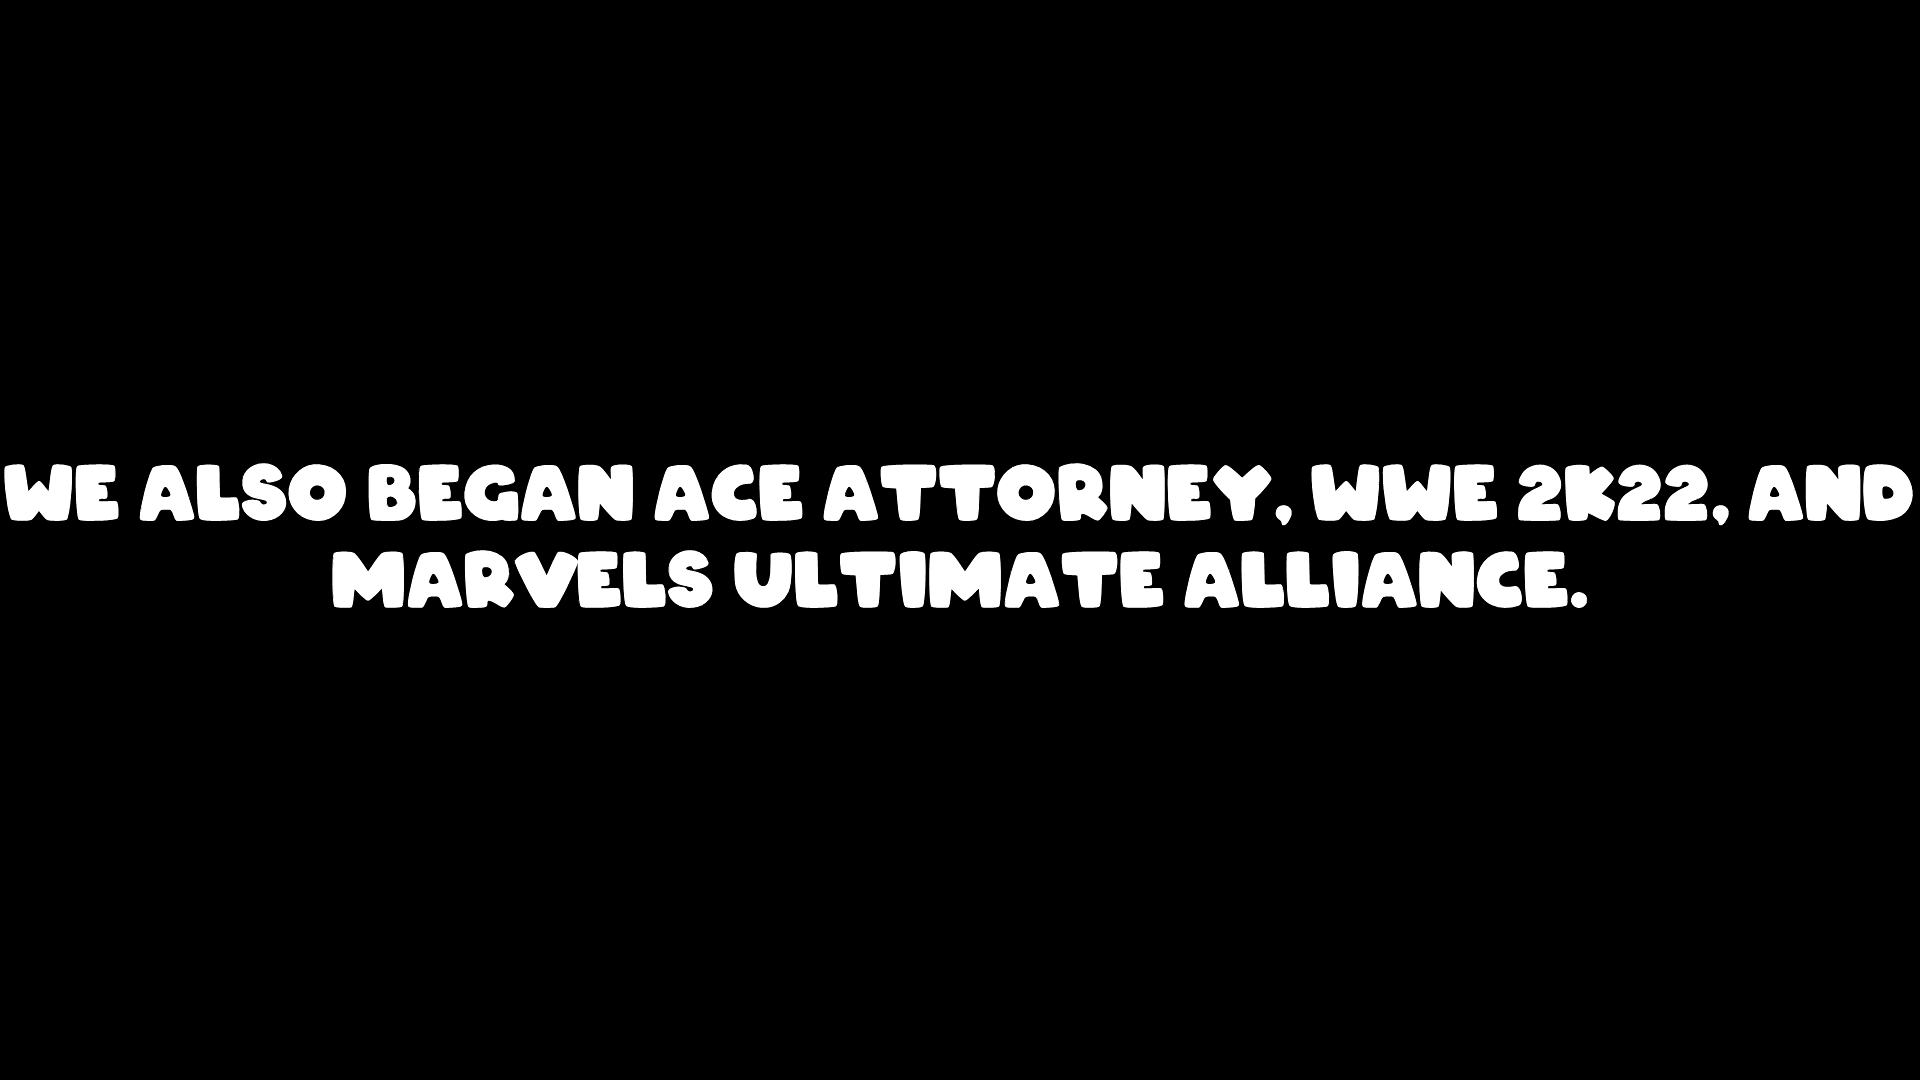 WE ALSO BEGAN ACE ATTORNEY, WWE 2K22, AND
MARVELS ULTIMATE ALLIANCE.